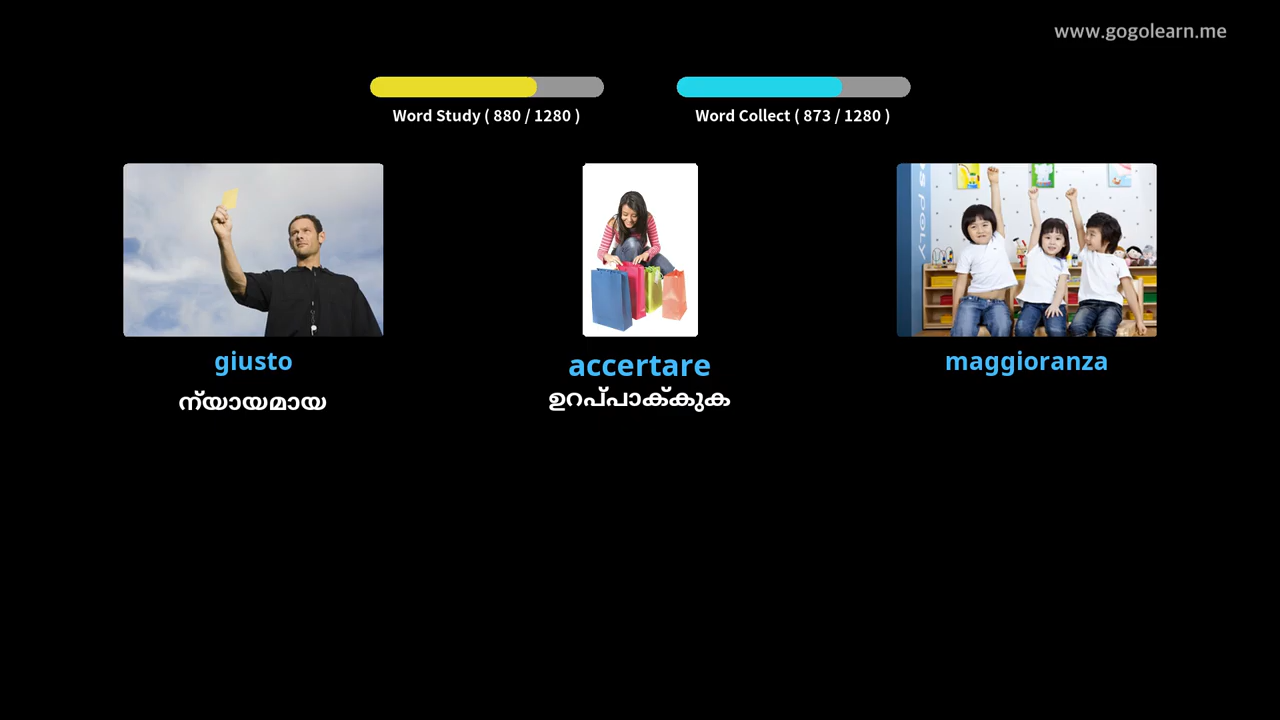 www.gogolearn.me
Word Study ( 880 / 1280 )
Word Collect ( 873 / 1280 )
giusto
accertare
maggioranza
ന്‌യായമായ
ഉറപ്‌പാക്‌കുക